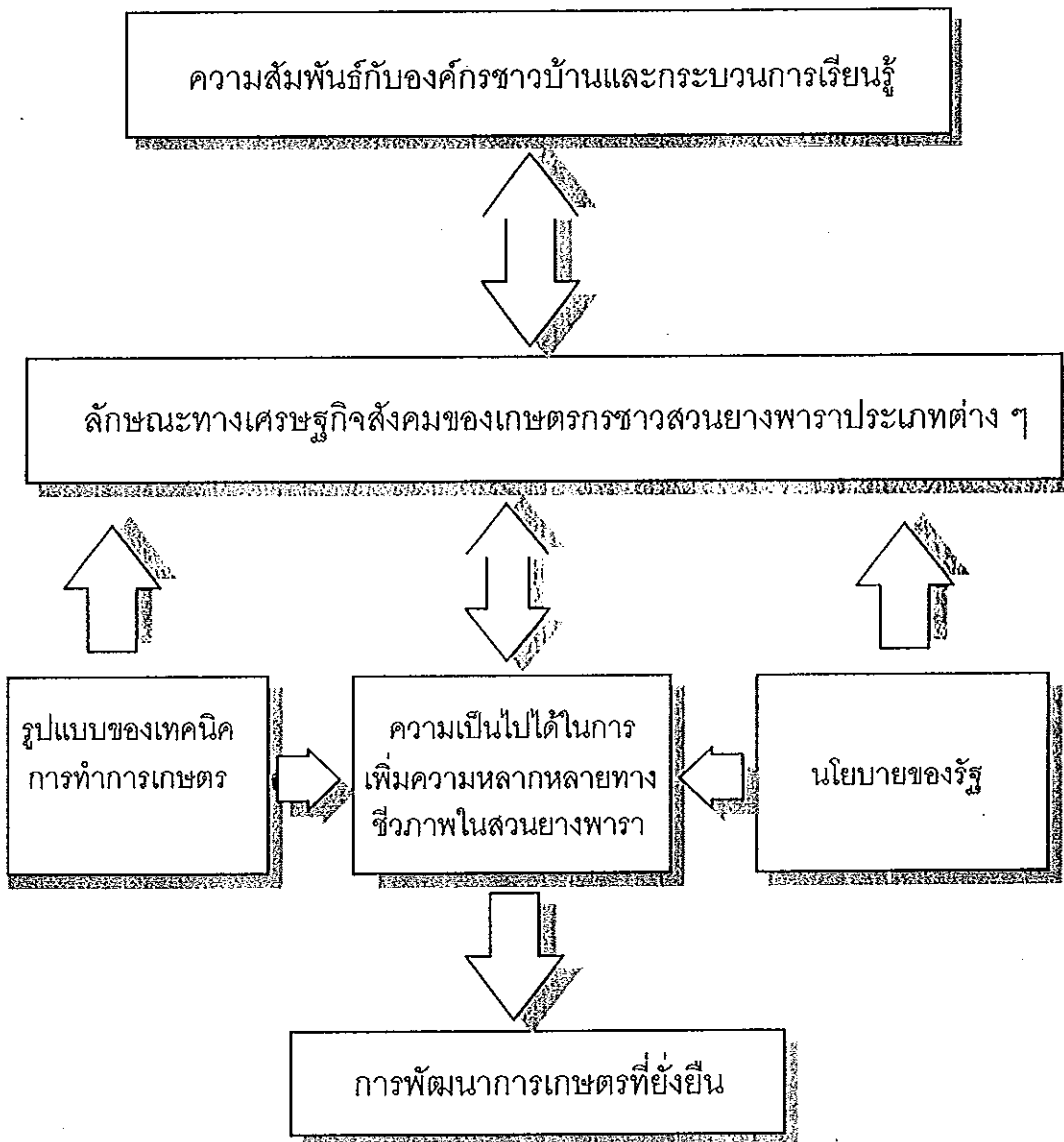 ความสัมพันธ์กับองค์กรชาวบ้านและกระบวนการเรียนรู้
ลักษณะทางเศรษฐกิจสังคมของเกษตรกรชาวสวนยางพาราประเภทต่าง ๆ
รูปแบบของเทคนิค
การทำการเกษตร
ความเป็นไปได้ในการ
เพิ่มความหลากหลายทาง
ชีวภาพในสวนยางพารา
นโยบายของรัฐ
การพัฒนาการเกษตรที่ยั่งยืน